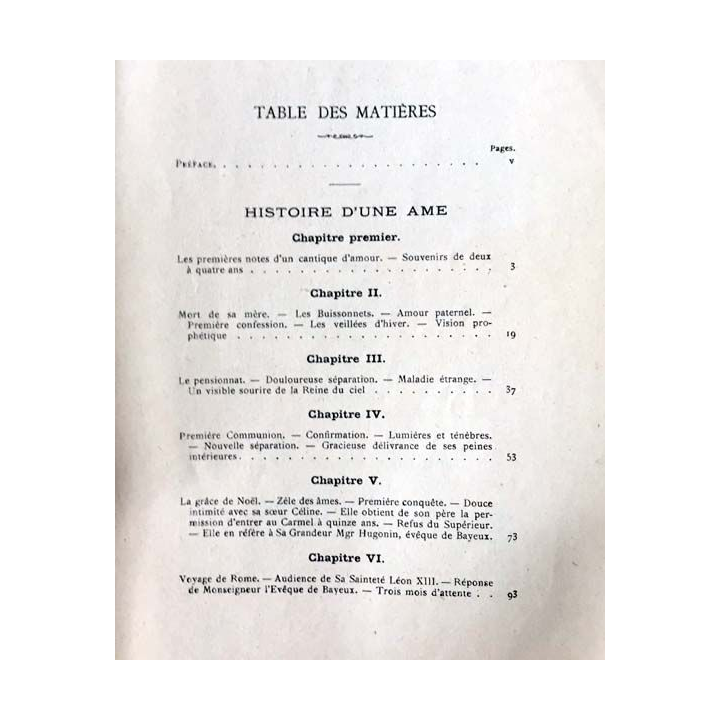 TABLE DES MATIÈRES
Pages.
PRÉFACE. . . . . . . . . . . . . . . . . . . . . . v
HISTOIRE D'UNE AME
Chapitre premier.
Les premières notes d'un cantique d'amour. — Souvenirs de deux
à quatre ans . . . . . . . . . . . . . . . . . . . . 3
Chapitre II.
Mort de sa mère. — Les Buissonnets. — Amour paternel. —
Première confession. — Les veillées d'hiver. — Vision pro-
phétique . . . . . . . . . . . . . . . . . . . . 19
Chapitre III.
Le pensionnat. — Douloureuse séparation. — Maladie étrange. —
Un visible sourire de la Reine du ciel . . . . . . . . . . 37
Chapitre IV.
Première Communion. — Confirmation. — Lumières et ténèbres.
— Nouvelle séparation. — Gracieuse délivrance de ses peines
intérieures. . . . . . . . . . . . . . . . . . . . . 53
Chapitre V.
La grâce de Noël. — Zèle des âmes. — Première conquête. — Douce
intimité avec sa sœur Céline. — Elle obtient de son père la per-
mission d'entrer au Carmel à quinze ans. — Refus du Supérieur.
— Elle en réfère à Sa Grandeur Mgr Hugonin, évêque de Bayeux. 73
Chapitre VI.
Voyage de Rome. — Audience de Sa Sainteté Léon XIII. — Réponse
de Monseigneur l'Evêque de Bayeux. — Trois mois d'attente . . 93